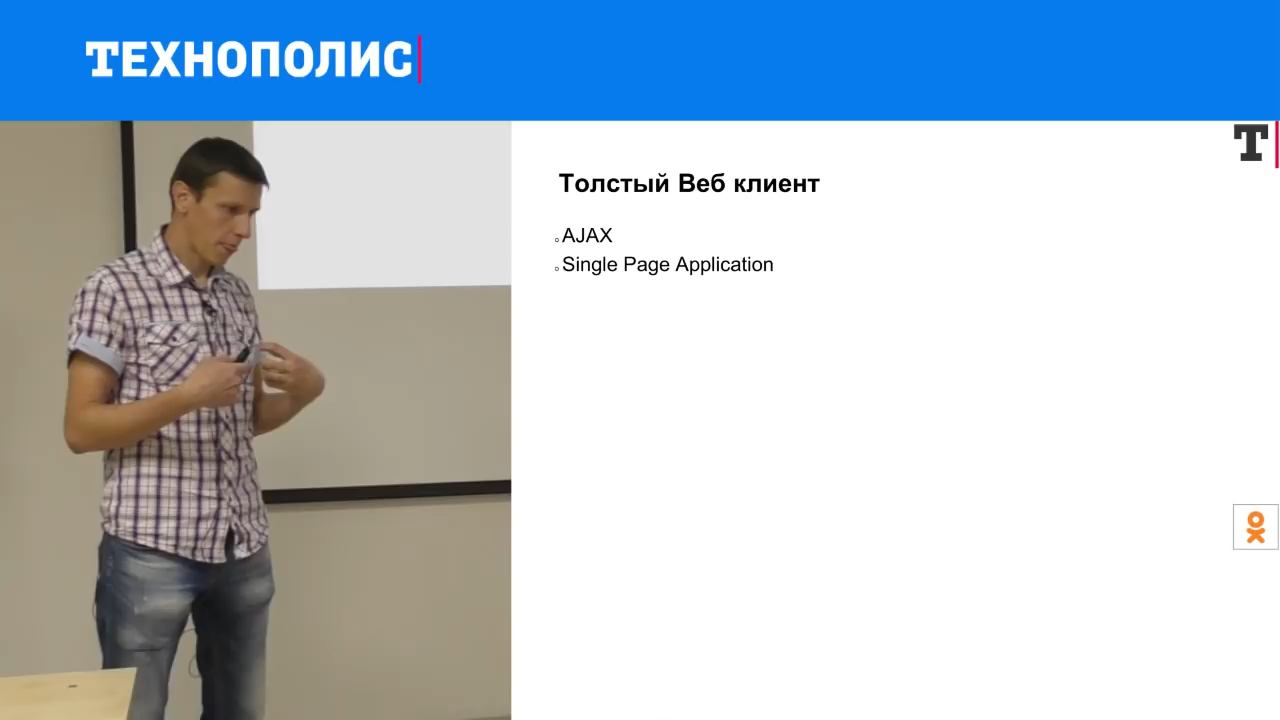 ТЕХНОПОЛИС
T
Толстый Веб клиент
AJAX
Single Page Application